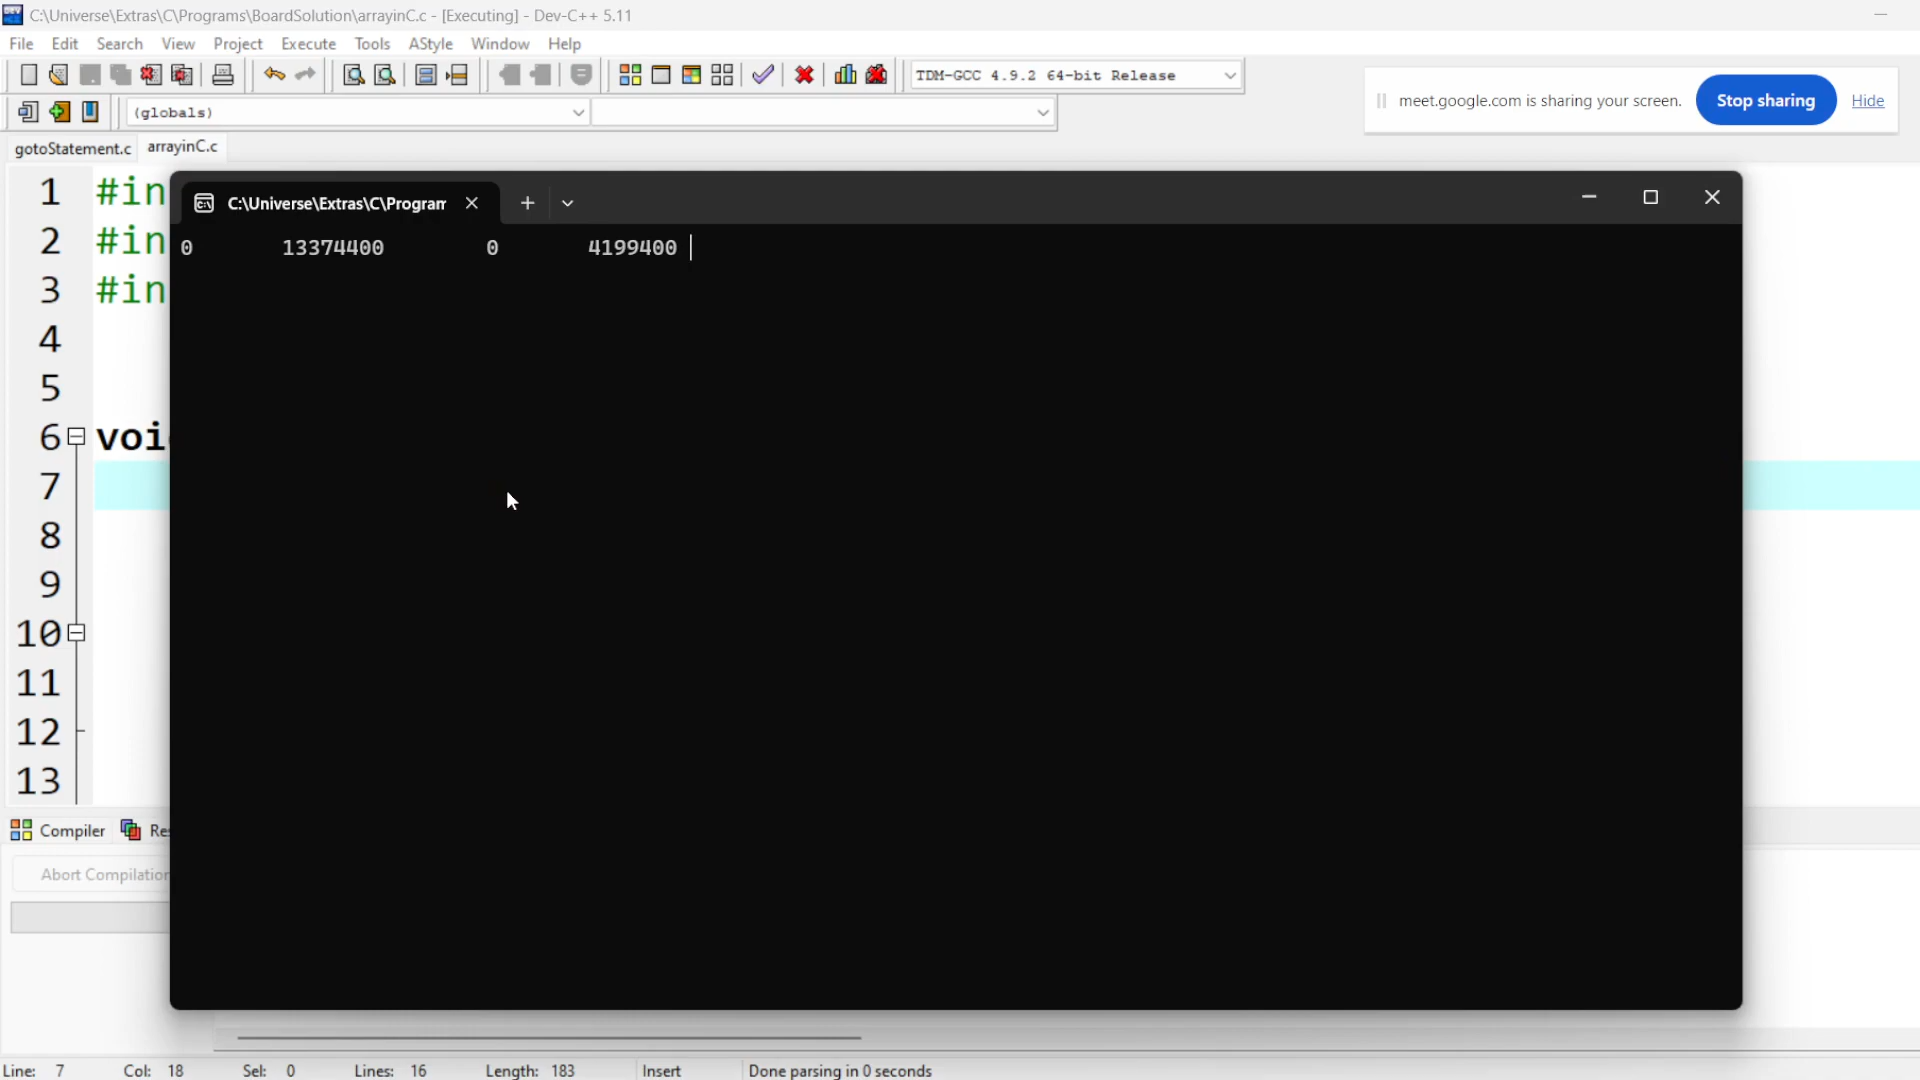 C:\Universe\Extras\C\Programs\BoardSolution\arrayinC.c - [Executing] - Dev-C++ 5.11
File Edit Search View Project Execute Tools AStyle Window Help
TDM-GCC 4.9.2 64-bit Release
meet.google.com is sharing your screen. Stop sharing Hide
(globals)
gotoStatement.c arrayinC.c
C:\Universe\Extras\C\Program
1 #in
2 #in
3 #in
0 13374400 0 4199400
4
5
6 voi
7
8
9
10
11
12
13
Compiler Res
Abort Compilation
Line: 7 Col: 18 Sel: 0 Lines: 16 Length: 183 Insert Done parsing in 0 seconds